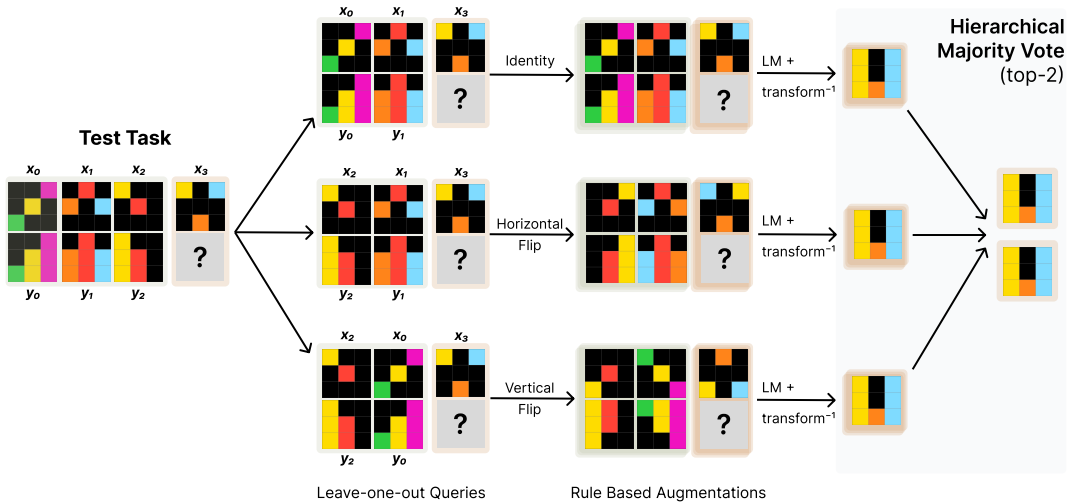 Test Task
x₀ x₁ x₂ x₃
?
y₀ y₁ y₂
x₀ x₁ x₃
?
y₀ y₁
Identity
?
LM +
transform⁻¹
x₂ x₁ x₃
?
y₂ y₁
Horizontal
Flip
?
LM +
transform⁻¹
x₂ x₀ x₃
?
y₂ y₀
Vertical
Flip
?
LM +
transform⁻¹
Hierarchical
Majority Vote
(top-2)
Leave-one-out Queries
Rule Based Augmentations